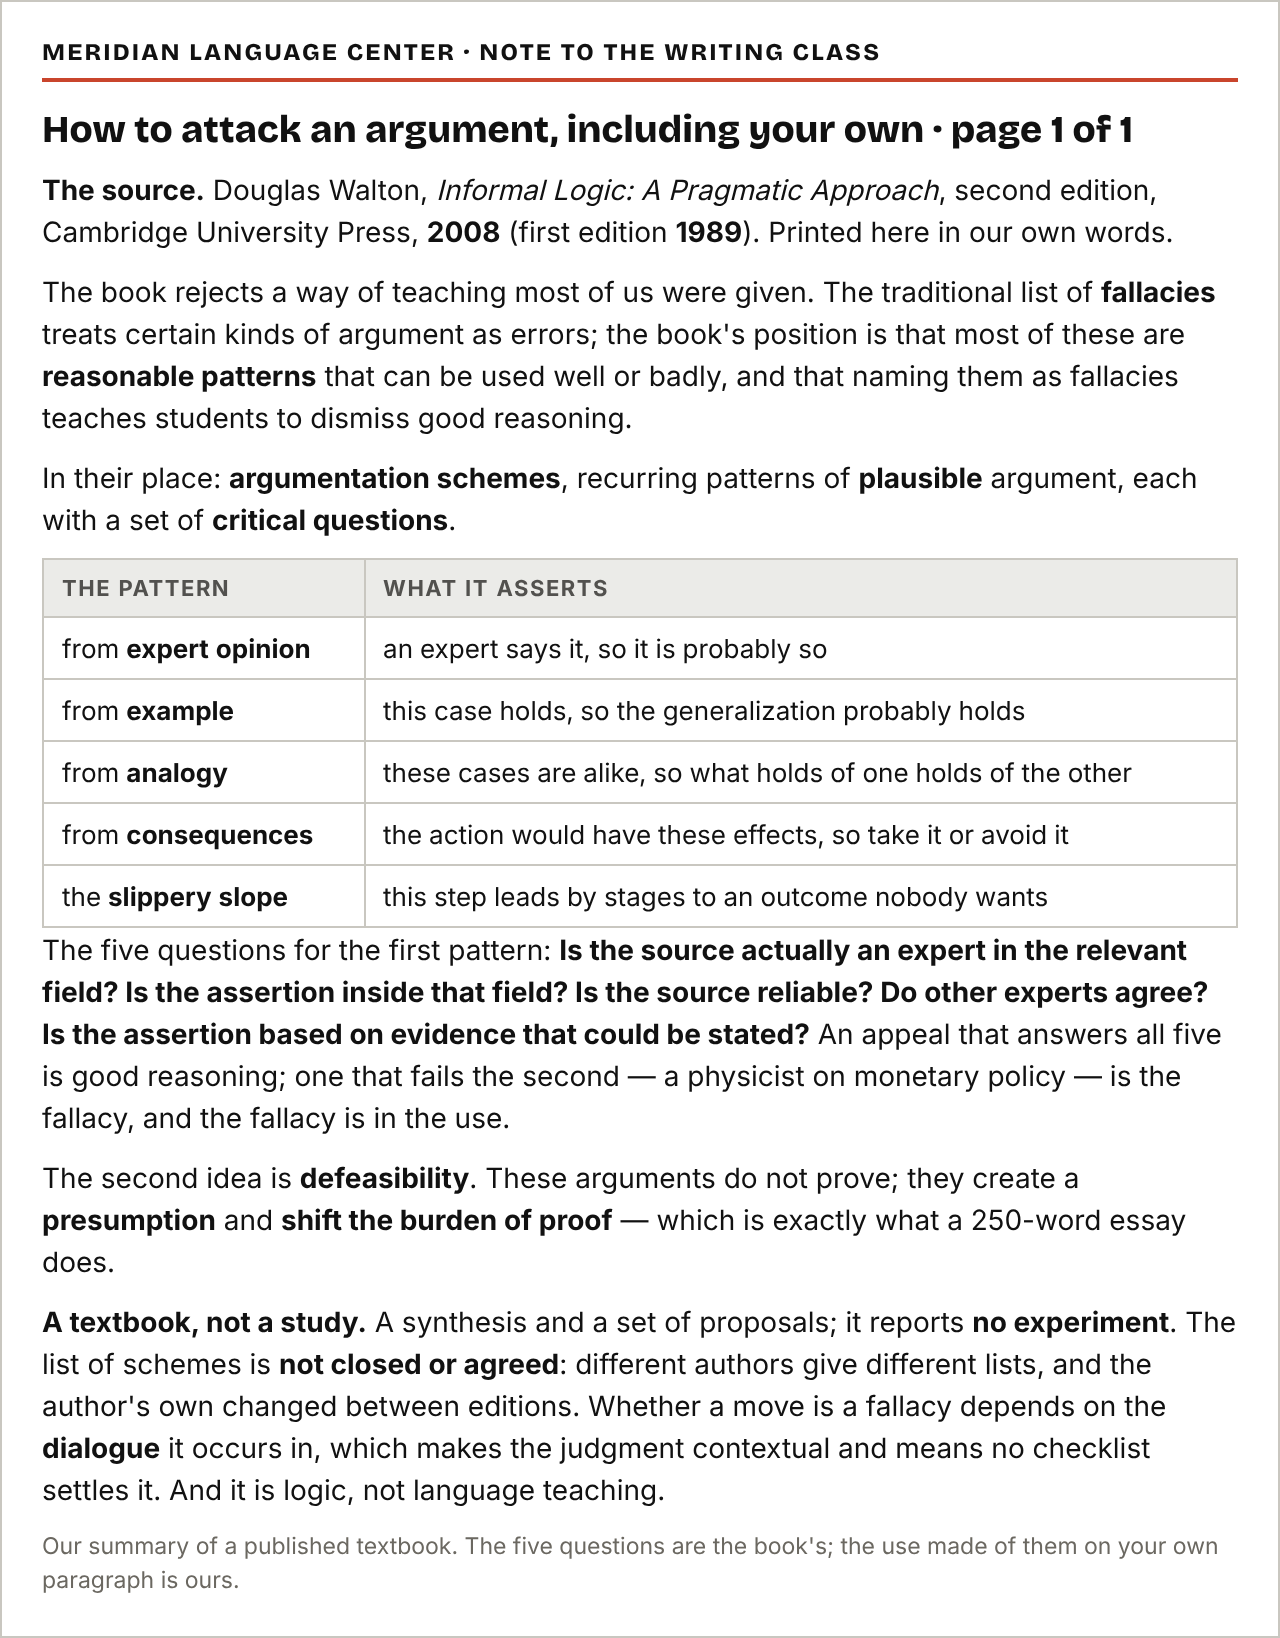 MERIDIAN LANGUAGE CENTER · NOTE TO THE WRITING CLASS
How to attack an argument, including your own · page 1 of 1
The source. Douglas Walton, Informal Logic: A Pragmatic Approach, second edition,
Cambridge University Press, 2008 (first edition 1989). Printed here in our own words.
The book rejects a way of teaching most of us were given. The traditional list of fallacies
treats certain kinds of argument as errors; the book's position is that most of these are
reasonable patterns that can be used well or badly, and that naming them as fallacies
teaches students to dismiss good reasoning.
In their place: argumentation schemes, recurring patterns of plausible argument, each
with a set of critical questions.
THE PATTERN WHAT IT ASSERTS
from expert opinion an expert says it, so it is probably so
from example this case holds, so the generalization probably holds
from analogy these cases are alike, so what holds of one holds of the other
from consequences the action would have these effects, so take it or avoid it
the slippery slope this step leads by stages to an outcome nobody wants
The five questions for the first pattern: Is the source actually an expert in the relevant
field? Is the assertion inside that field? Is the source reliable? Do other experts agree?
Is the assertion based on evidence that could be stated? An appeal that answers all five
is good reasoning; one that fails the second — a physicist on monetary policy — is the
fallacy, and the fallacy is in the use.
The second idea is defeasibility. These arguments do not prove; they create a
presumption and shift the burden of proof — which is exactly what a 250-word essay
does.
A textbook, not a study. A synthesis and a set of proposals; it reports no experiment. The
list of schemes is not closed or agreed: different authors give different lists, and the
author's own changed between editions. Whether a move is a fallacy depends on the
dialogue it occurs in, which makes the judgment contextual and means no checklist
settles it. And it is logic, not language teaching.
Our summary of a published textbook. The five questions are the book's; the use made of them on your own
paragraph is ours.